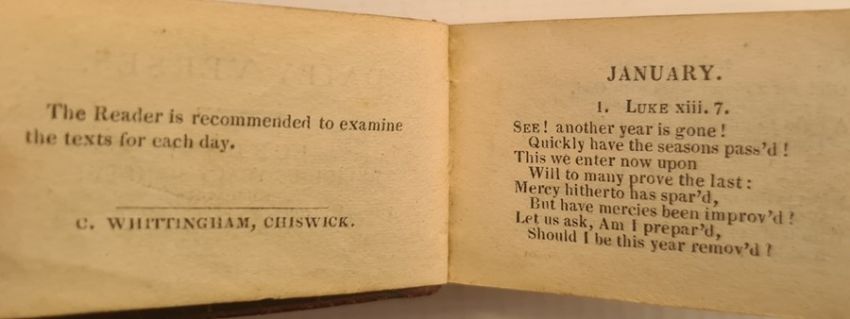 The Reader is recommended to examine
the texts for each day.
C. WHITTINGHAM, CHISWICK.
JANUARY.
1. LUKE xiii. 7.
SEE! another year is gone!
Quickly have the seasons pass'd!
This we enter now upon
Will to many prove the last:
Mercy hitherto has spar'd,
But have mercies been improv'd?
Let us ask, Am I prepar'd,
Should I be this year remov'd?